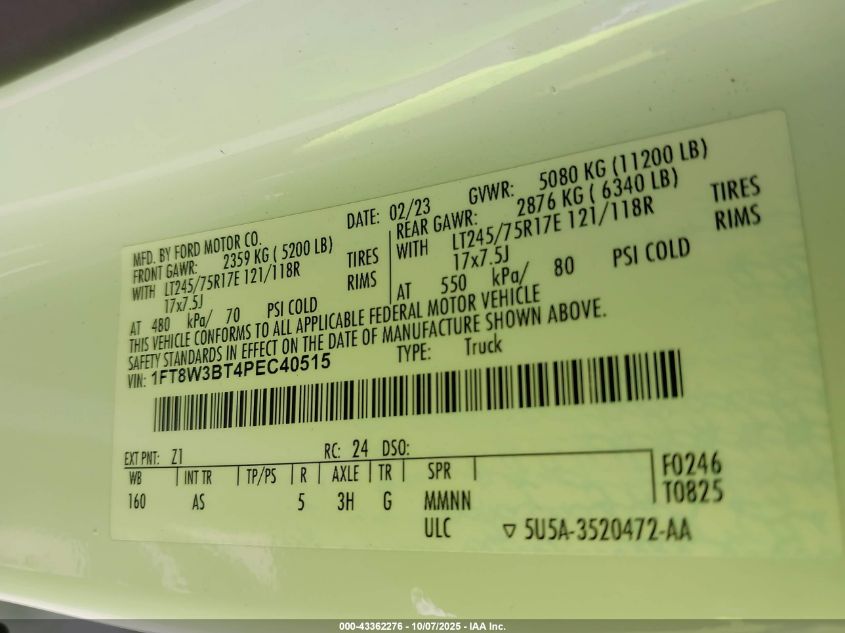 MFD. BY FORD MOTOR CO.
DATE: 02/23
GVWR: 5080 KG (11200 LB)
FRONT GAWR: 2359 KG ( 5200 LB)
WITH LT245/75R17E 121/118R TIRES
17x7.5J RIMS
AT 480 kPa/ 70 PSI COLD
REAR GAWR: 2876 KG ( 6340 LB)
WITH LT245/75R17E 121/118R TIRES
17x7.5J RIMS
AT 550 kPa/ 80 PSI COLD
THIS VEHICLE CONFORMS TO ALL APPLICABLE FEDERAL MOTOR VEHICLE
SAFETY STANDARDS IN EFFECT ON THE DATE OF MANUFACTURE SHOWN ABOVE.
VIN: 1FT8W3BT4PEC40515
TYPE: Truck
EXT PNT: Z1 RC: 24 DSO:
WB INT TR TP/PS R AXLE TR SPR
160 AS 5 3H G MMNN
ULC
F0246
T0825
▽ 5U5A-3520472-AA
000-43362276 - 10/07/2025 - IAA Inc.